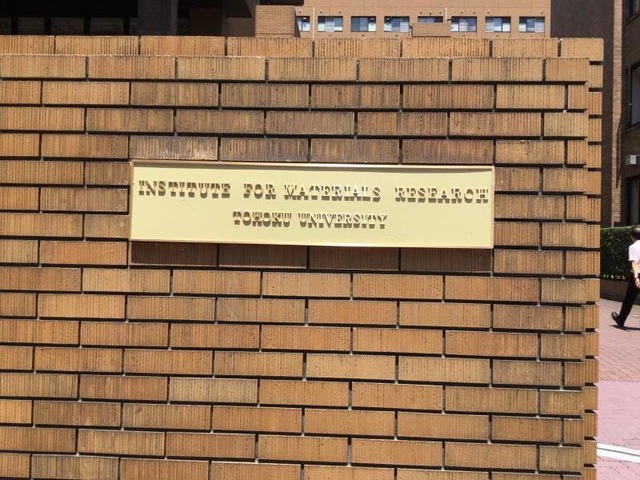 INSTITUTE FOR MATERIALS RESEARCH
TOHOKU UNIVERSITY